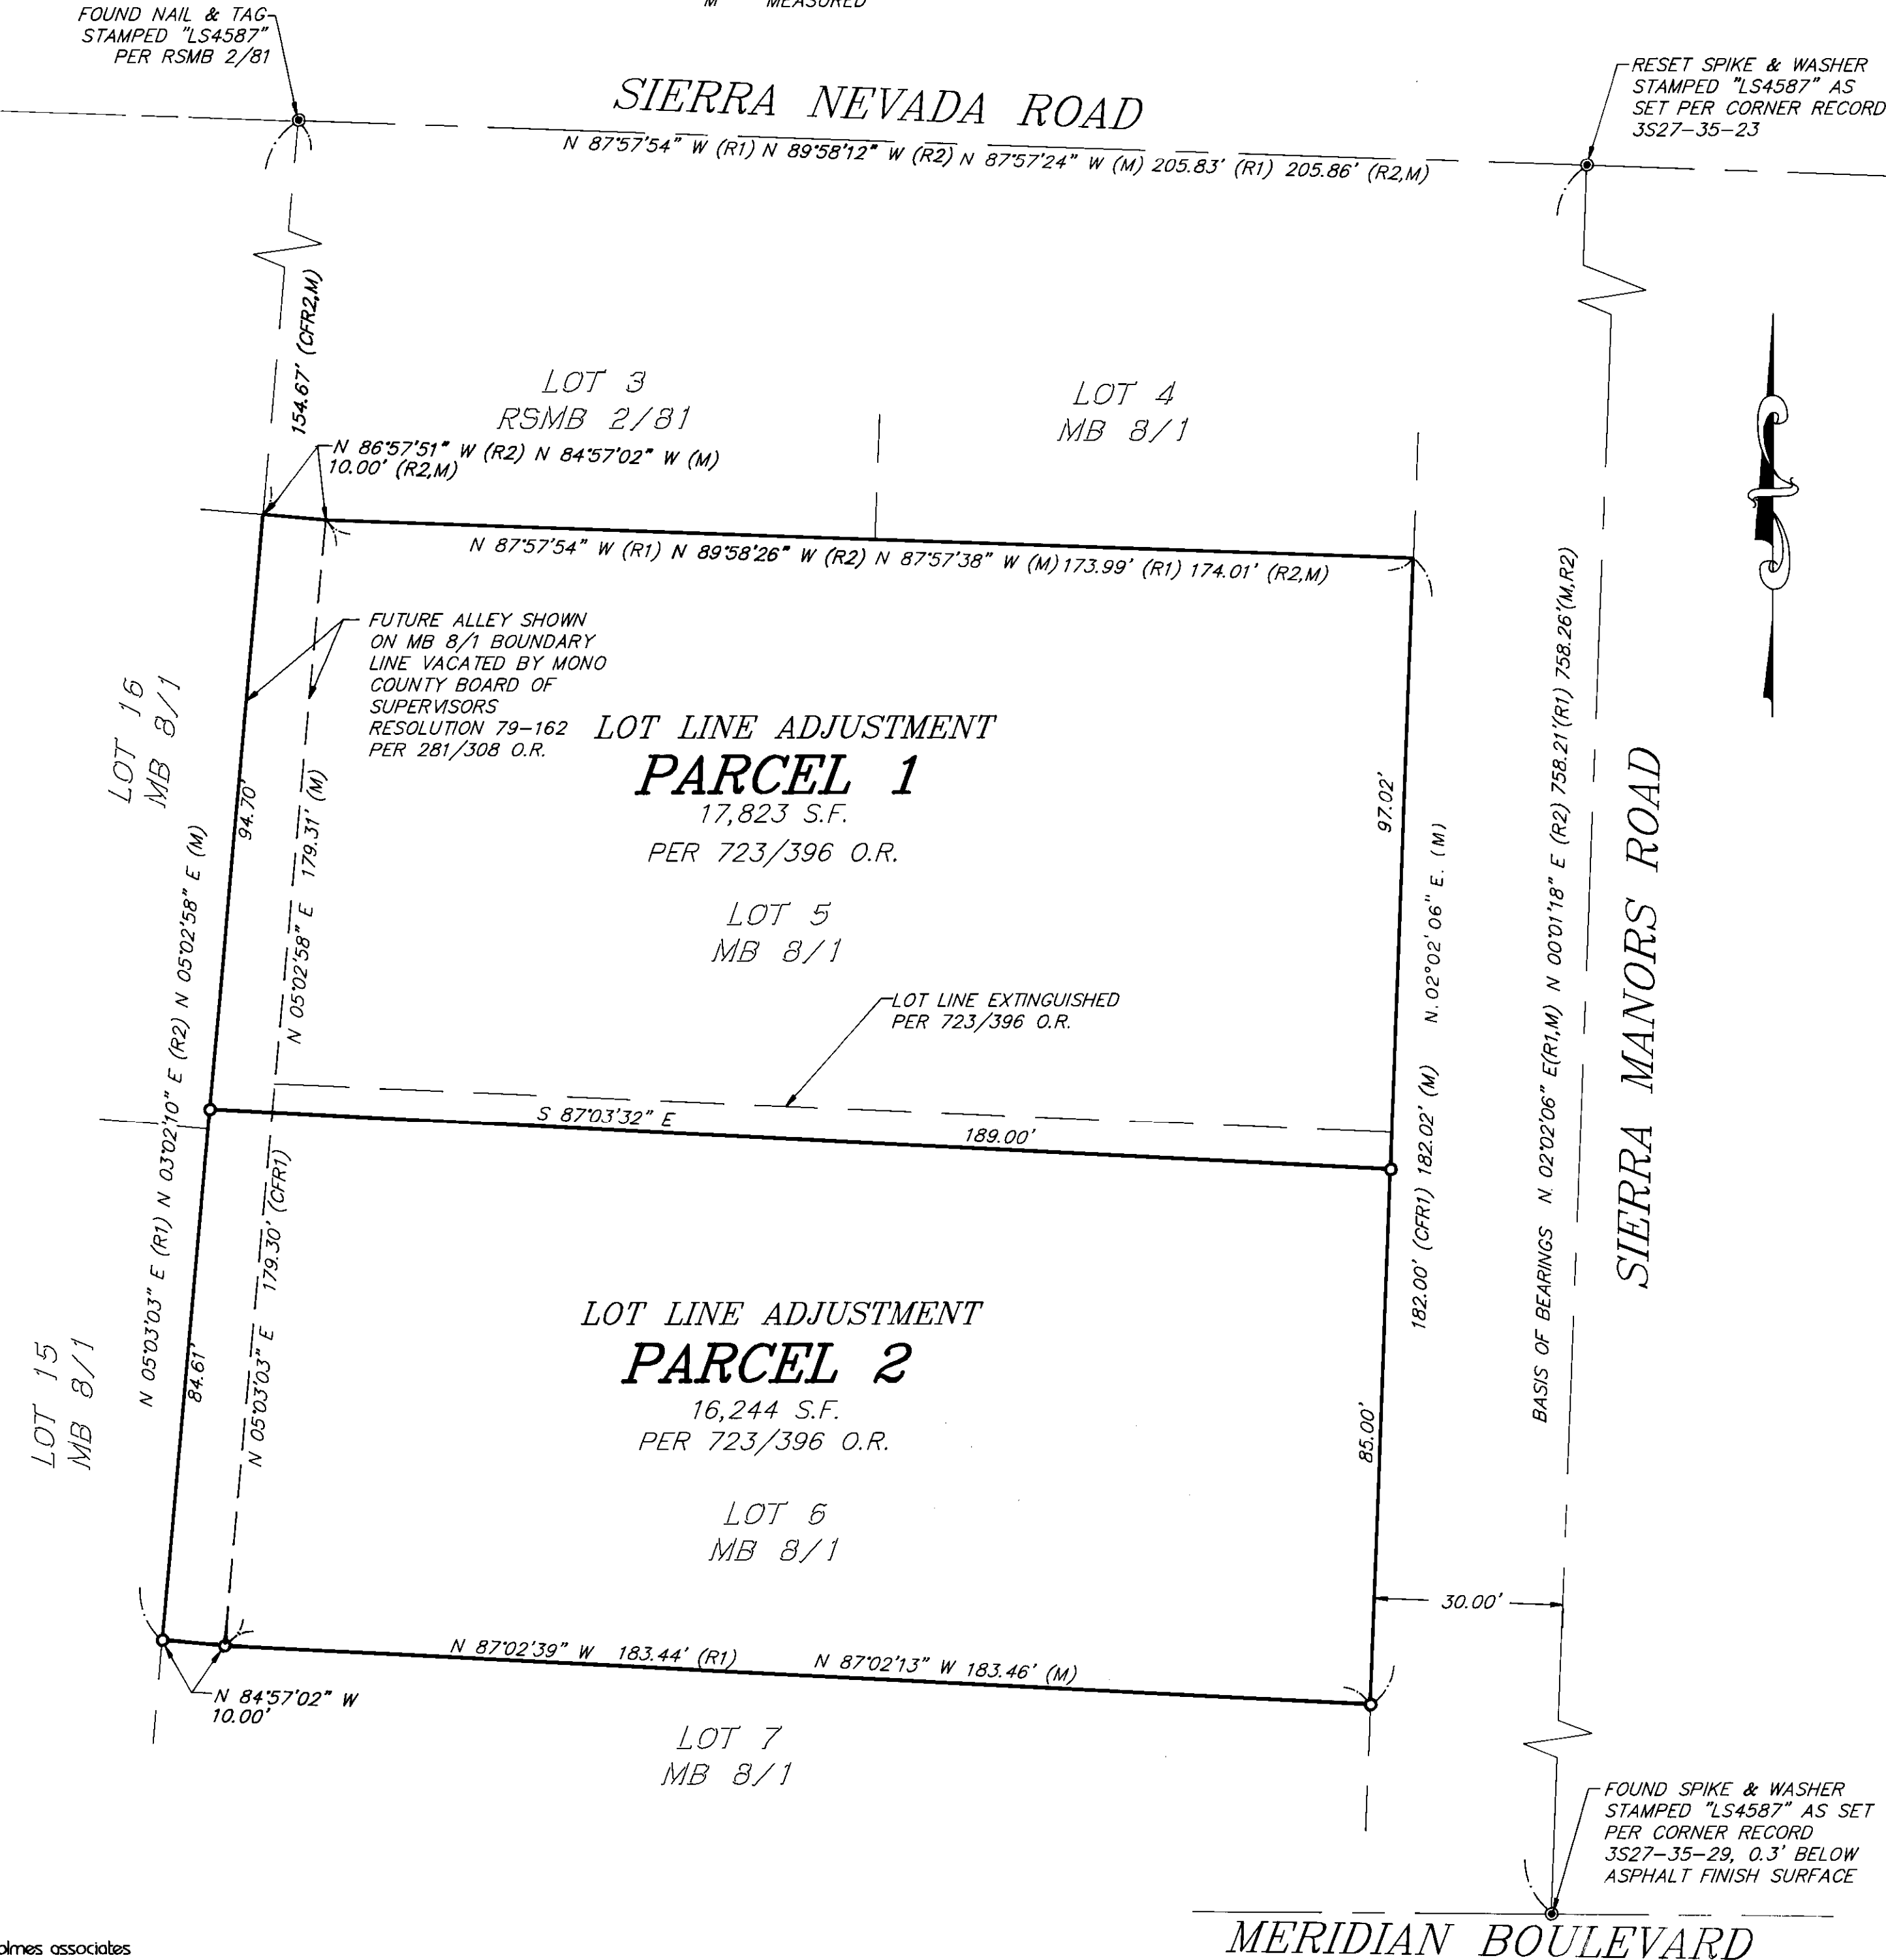 M MEASURED
FOUND NAIL & TAG
STAMPED "LS4587"
PER RSMB 2/81
RESET SPIKE & WASHER
STAMPED "LS4587" AS
SET PER CORNER RECORD
3S27-35-23
SIERRA NEVADA ROAD
N 87°57'54" W (R1) N 89°58'12" W (R2) N 87°57'24" W (M) 205.83' (R1) 205.86' (R2,M)
154.67' (CFR2,M)
LOT 3
RSMB 2/81
LOT 4
MB 8/1
N 86°57'51" W (R2) N 84°57'02" W (M)
10.00' (R2,M)
N 87°57'54" W (R1) N 89°58'26" W (R2) N 87°57'38" W (M) 173.99' (R1) 174.01' (R2,M)
FUTURE ALLEY SHOWN
ON MB 8/1 BOUNDARY
LINE VACATED BY MONO
COUNTY BOARD OF
SUPERVISORS
RESOLUTION 79-162
PER 281/308 O.R.
LOT 16
MB 8/1
94.70'
N 05°02'58" E 179.31' (M)
LOT LINE ADJUSTMENT
PARCEL 1
17,823 S.F.
PER 723/396 O.R.
LOT 5
MB 8/1
97.02'
N.02°02'06" E. (M)
182.00' (CFR1) 182.02' (M)
BASIS OF BEARINGS N 02°02'06" E(R1,M) N 00°01'18" E (R2) 758.21'(R1) 758.26'(M,R2)
SIERRA MANORS ROAD
N 05°03'03" E (R1) N 03°02'10" E (R2) N 05°02'58" E (M)
LOT LINE EXTINGUISHED
PER 723/396 O.R.
S 87°03'32" E
189.00'
N 05°03'03" E 179.30' (CFR1)
84.61'
LOT 15
MB 8/1
LOT LINE ADJUSTMENT
PARCEL 2
16,244 S.F.
PER 723/396 O.R.
LOT 6
MB 8/1
85.00'
30.00'
N 87°02'39" W 183.44' (R1)
N 87°02'13" W 183.46' (M)
N 84°57'02" W
10.00'
LOT 7
MB 8/1
FOUND SPIKE & WASHER
STAMPED "LS4587" AS SET
PER CORNER RECORD
3S27-35-29, 0.3' BELOW
ASPHALT FINISH SURFACE
MERIDIAN BOULEVARD
olmes associates